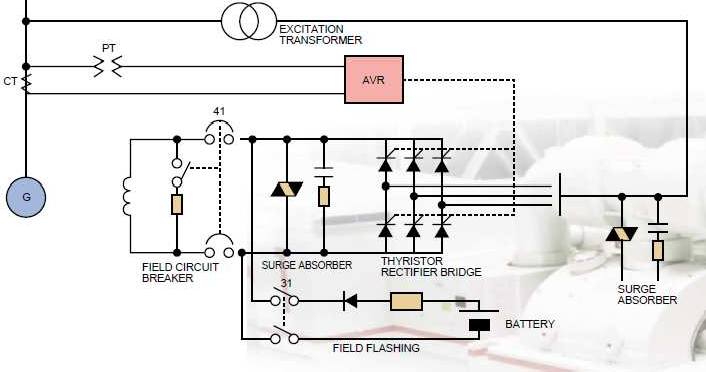 EXCITATION
TRANSFORMER
PT
CT
AVR
41
G
FIELD CIRCUIT
BREAKER
SURGE ABSORBER
THYRISTOR
RECTIFIER BRIDGE
SURGE
ABSORBER
31
BATTERY
FIELD FLASHING